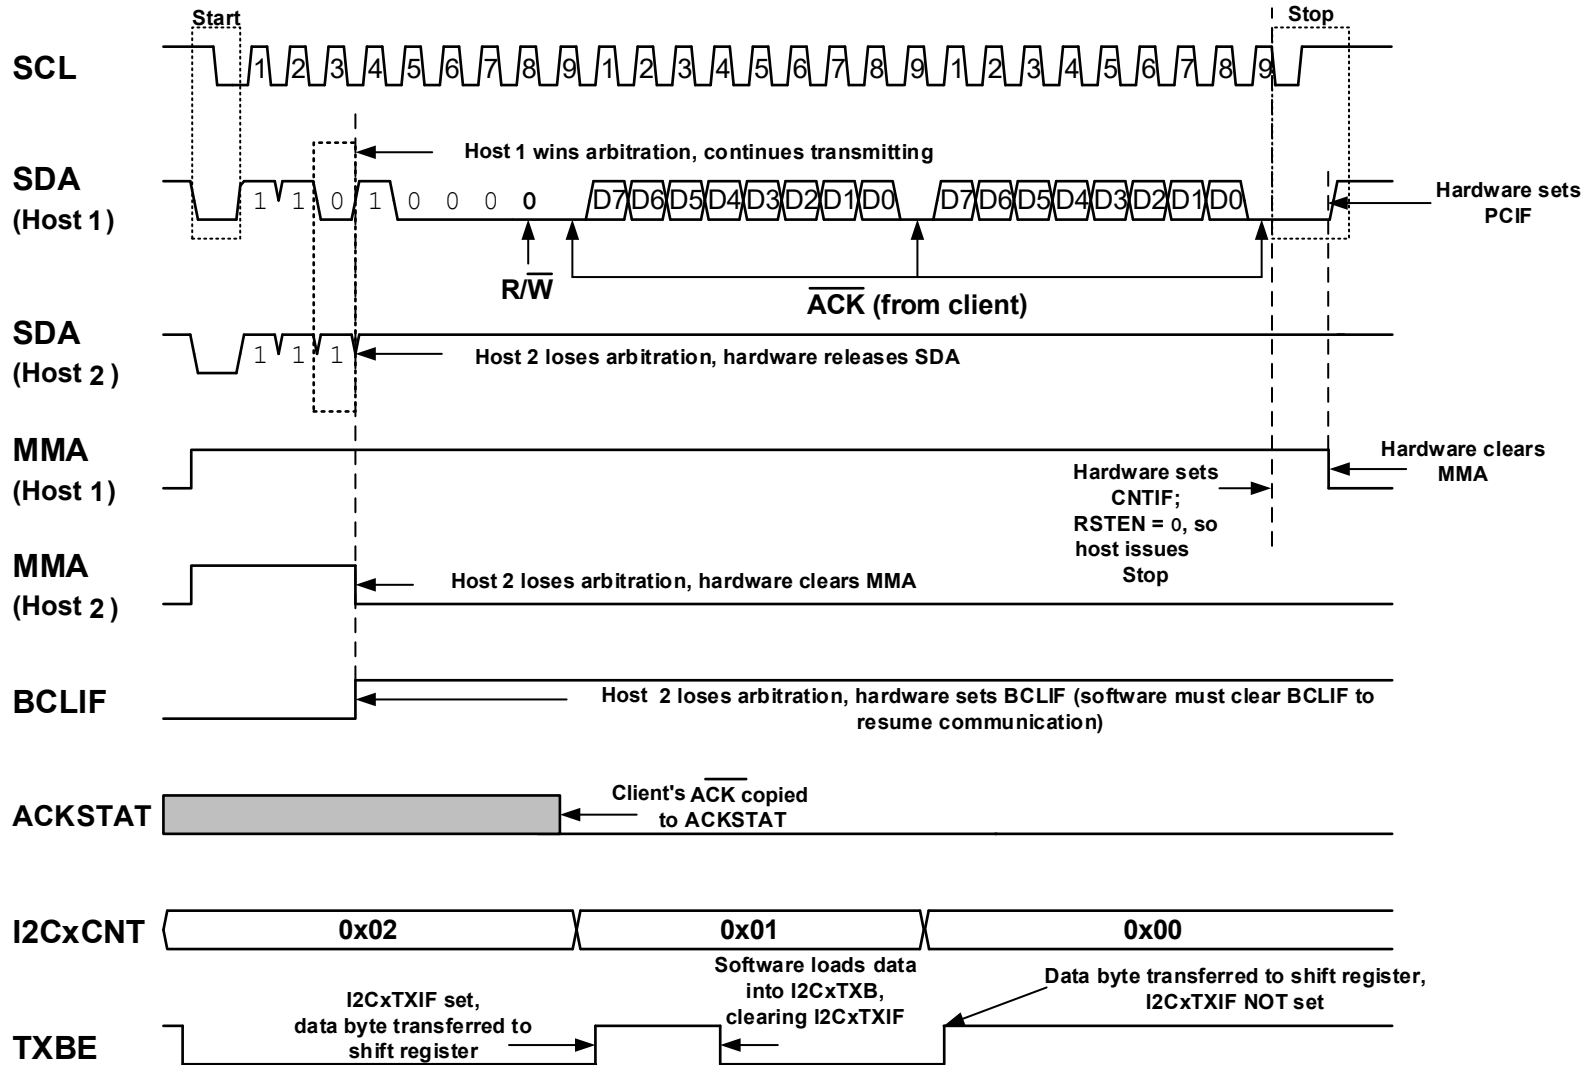 Start
Stop
SCL
1 2 3 4 5 6 7 8 9 1 2 3 4 5 6 7 8 9 1 2 3 4 5 6 7 8 9
Host 1 wins arbitration, continues transmitting
SDA
(Host 1)
1 1 0 1 0 0 0 0 D7 D6 D5 D4 D3 D2 D1 D0 D7 D6 D5 D4 D3 D2 D1 D0
Hardware sets
PCIF
R/W̅
A̅C̅K̅ (from client)
SDA
(Host 2 )
1 1 1
Host 2 loses arbitration, hardware releases SDA
MMA
(Host 1)
Hardware clears
MMA
Hardware sets
CNTIF;
RSTEN = 0, so
host issues
Stop
MMA
(Host 2 )
Host 2 loses arbitration, hardware clears MMA
BCLIF
Host 2 loses arbitration, hardware sets BCLIF (software must clear BCLIF to
resume communication)
ACKSTAT
Client's A̅C̅K̅ copied
to ACKSTAT
I2CxCNT
0x02 0x01 0x00
I2CxTXIF set,
data byte transferred to
shift register
Software loads data
into I2CxTXB,
clearing I2CxTXIF
Data byte transferred to shift register,
I2CxTXIF NOT set
TXBE